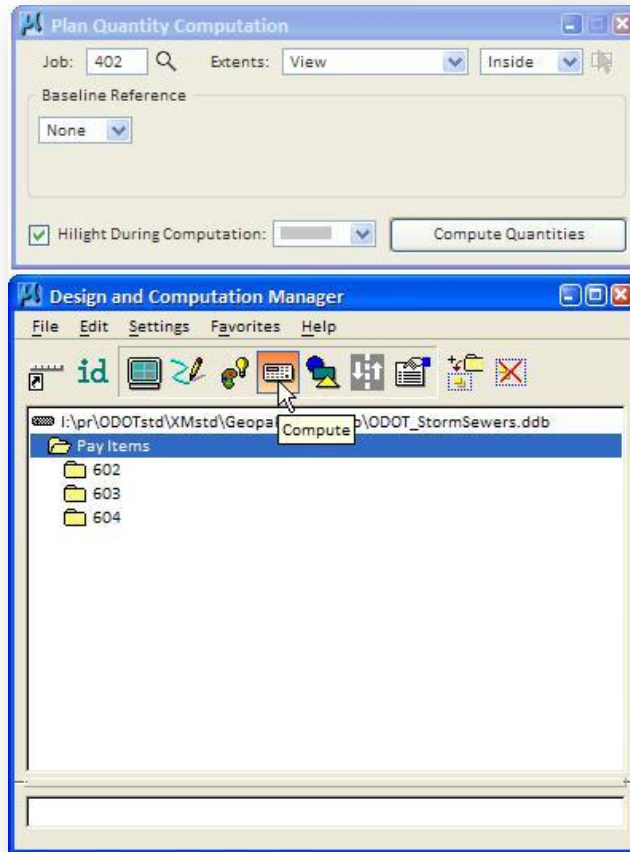 Plan Quantity Computation
Job: 402 Extents: View Inside
Baseline Reference
None
Hilight During Computation: Compute Quantities
Design and Computation Manager
File Edit Settings Favorites Help
id
I:\pr\ODOTstd\XMstd\Geopa b\ODOT_StormSewers.ddb
Compute
Pay Items
602
603
604